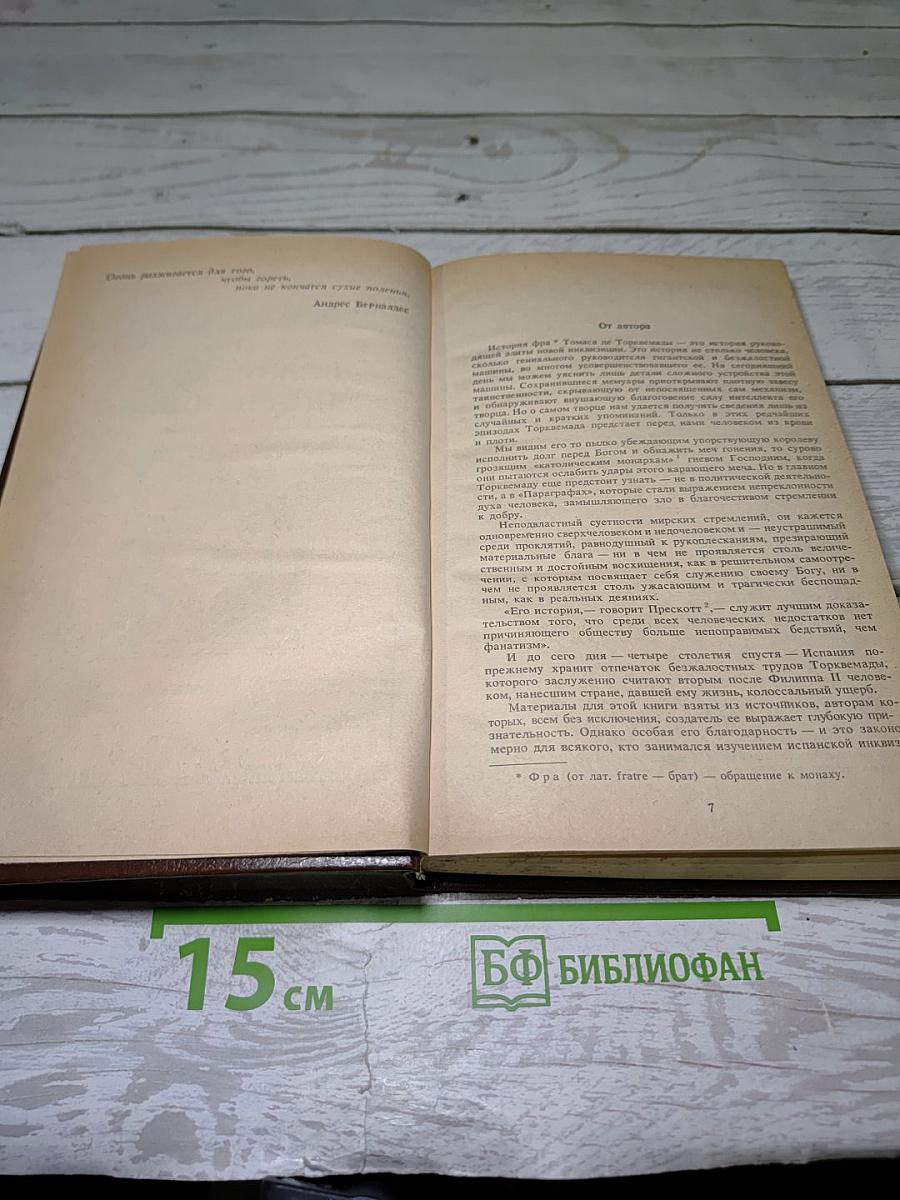 Огонь разжигается для того,
чтобы гореть,
пока не кончатся сухие поленья.
Андрес Берналдес
От автора
История фра * Томаса де Торквемады — это история руково-
дящей элиты новой инквизиции. Это история не столько человека,
сколько гениального руководителя гигантской и безжалостной
машины, во многом усовершенствовавшего ее. На сегодняшний
день мы можем уяснить лишь детали сложного устройства этой
машины. Сохранившиеся мемуары приоткрывают плотную завесу
таинственности, скрывающую от непосвященных сам механизм,
и обнаруживают внушающую благоговение силу интеллекта его
творца. Но о самом творце нам удается получить сведения лишь из
случайных и кратких упоминаний. Только в этих редчайших
эпизодах Торквемада предстает перед нами человеком из крови
и плоти.
Мы видим его то пылко убеждающим упорствующую королеву
исполнить долг перед Богом и обнажить меч гонения, то сурово
грозящим «католическим монархам» ¹ гневом Господним, когда
они пытаются ослабить удары этого карающего меча. Но в главном
Торквемаду еще предстоит узнать — не в политической деятельно-
сти, а в «Параграфах», которые стали выражением непреклонности
духа человека, замышляющего зло в благочестивом стремлении
к добру.
Неподвластный суетности мирских стремлений, он кажется
одновременно сверхчеловеком и недочеловеком и — неустрашимый
среди проклятий, равнодушный к рукоплесканиям, презирающий
материальные блага — ни в чем не проявляется столь величе-
ственным и достойным восхищения, как в решительном самоотре-
чении, с которым посвящает себя служению своему Богу, ни в
чем не проявляется столь ужасающим и трагически беспощад-
ным, как в реальных деяниях.
«Его история,— говорит Прескотт ²,— служит лучшим доказа-
тельством того, что среди всех человеческих недостатков нет
причиняющего обществу больше непоправимых бедствий, чем
фанатизм».
И до сего дня — четыре столетия спустя — Испания по-
прежнему хранит отпечаток безжалостных трудов Торквемады,
которого заслуженно считают вторым после Филиппа II челове-
ком, нанесшим стране, давшей ему жизнь, колоссальный ущерб.
Материалы для этой книги взяты из источников, авторам ко-
торых, всем без исключения, создатель ее выражает глубокую при-
знательность. Однако особая его благодарность — и это законо
мерно для всякого, кто занимался изучением испанской инквиз
* Фра (от лат. fratre — брат) — обращение к монаху.
7
15 см
БФ БИБЛИОФАН